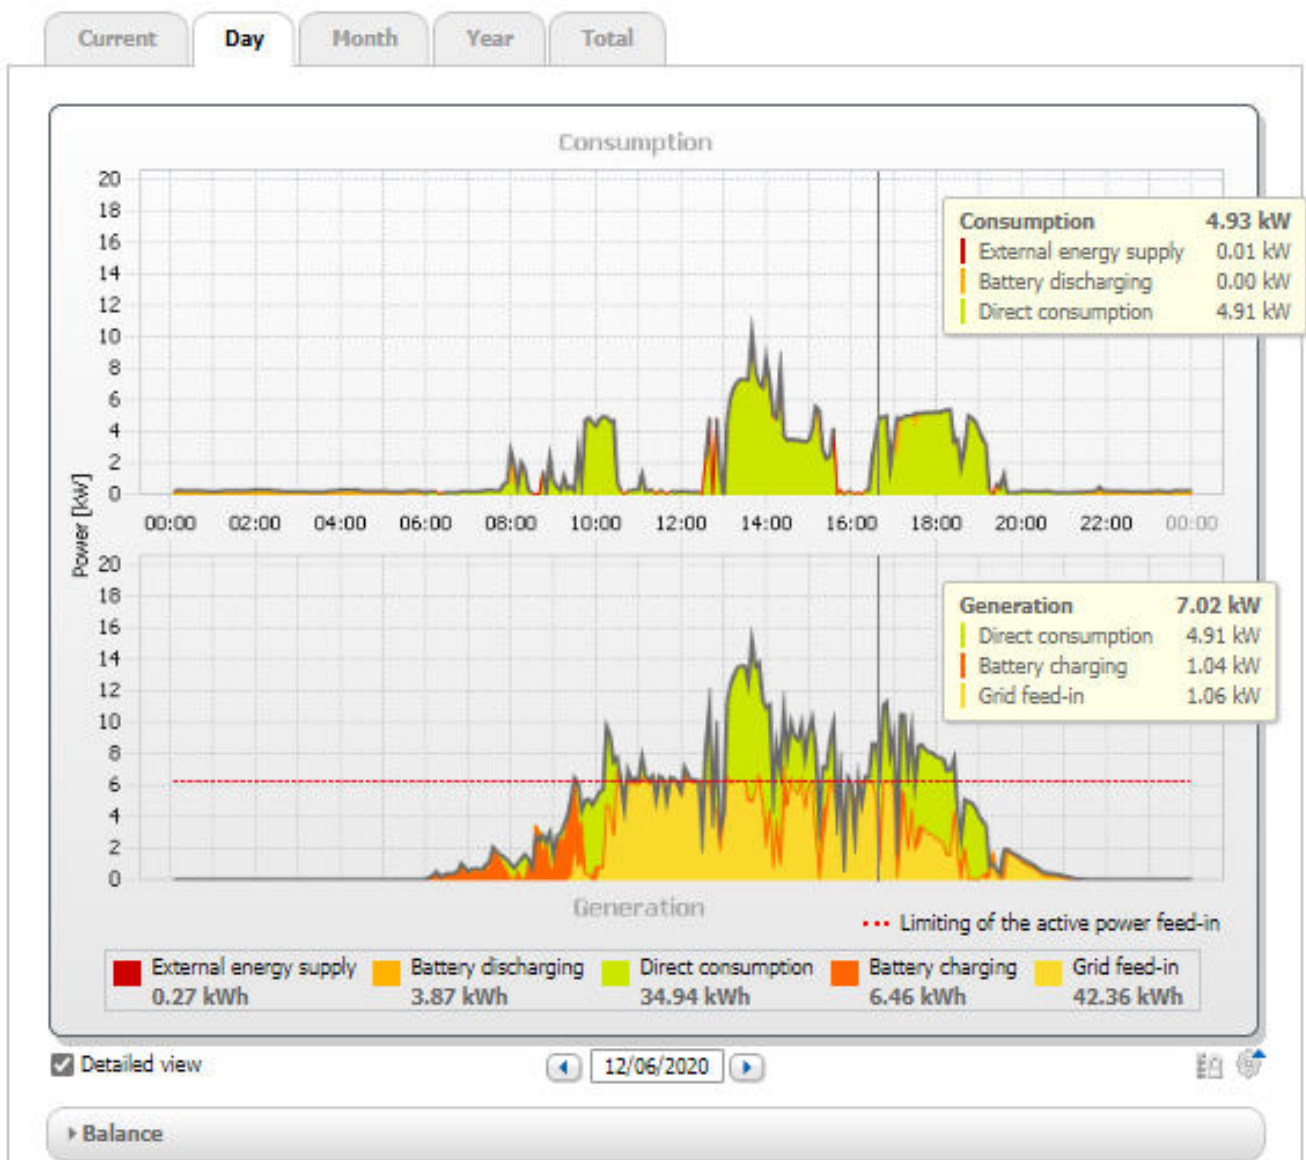 Current Day Month Year Total
Consumption
20
18
16
14
12
10
8
6
4
2
0
Consumption 4.93 kW
External energy supply 0.01 kW
Battery discharging 0.00 kW
Direct consumption 4.91 kW
00:00 02:00 04:00 06:00 08:00 10:00 12:00 14:00 16:00 18:00 20:00 22:00 00:00
Power [kW]
20
18
16
14
12
10
8
6
4
2
0
Generation 7.02 kW
Direct consumption 4.91 kW
Battery charging 1.04 kW
Grid feed-in 1.06 kW
Generation
Limiting of the active power feed-in
External energy supply Battery discharging Direct consumption Battery charging Grid feed-in
0.27 kWh 3.87 kWh 34.94 kWh 6.46 kWh 42.36 kWh
Detailed view 12/06/2020
Balance